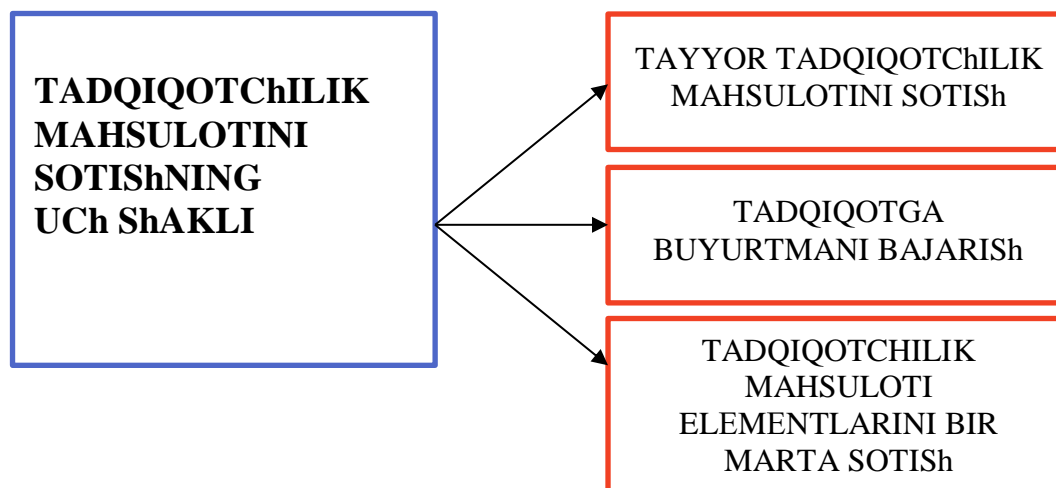 TADQIQOTChILIK
MAHSULOTINI
SOTIShNING
UCh ShAKLI
TAYYOR TADQIQOTChILIK
MAHSULOTINI SOTISh
TADQIQOTGA
BUYURTMANI BAJARISh
TADQIQOTCHILIK
MAHSULOTI
ELEMENTLARINI BIR
MARTA SOTISh